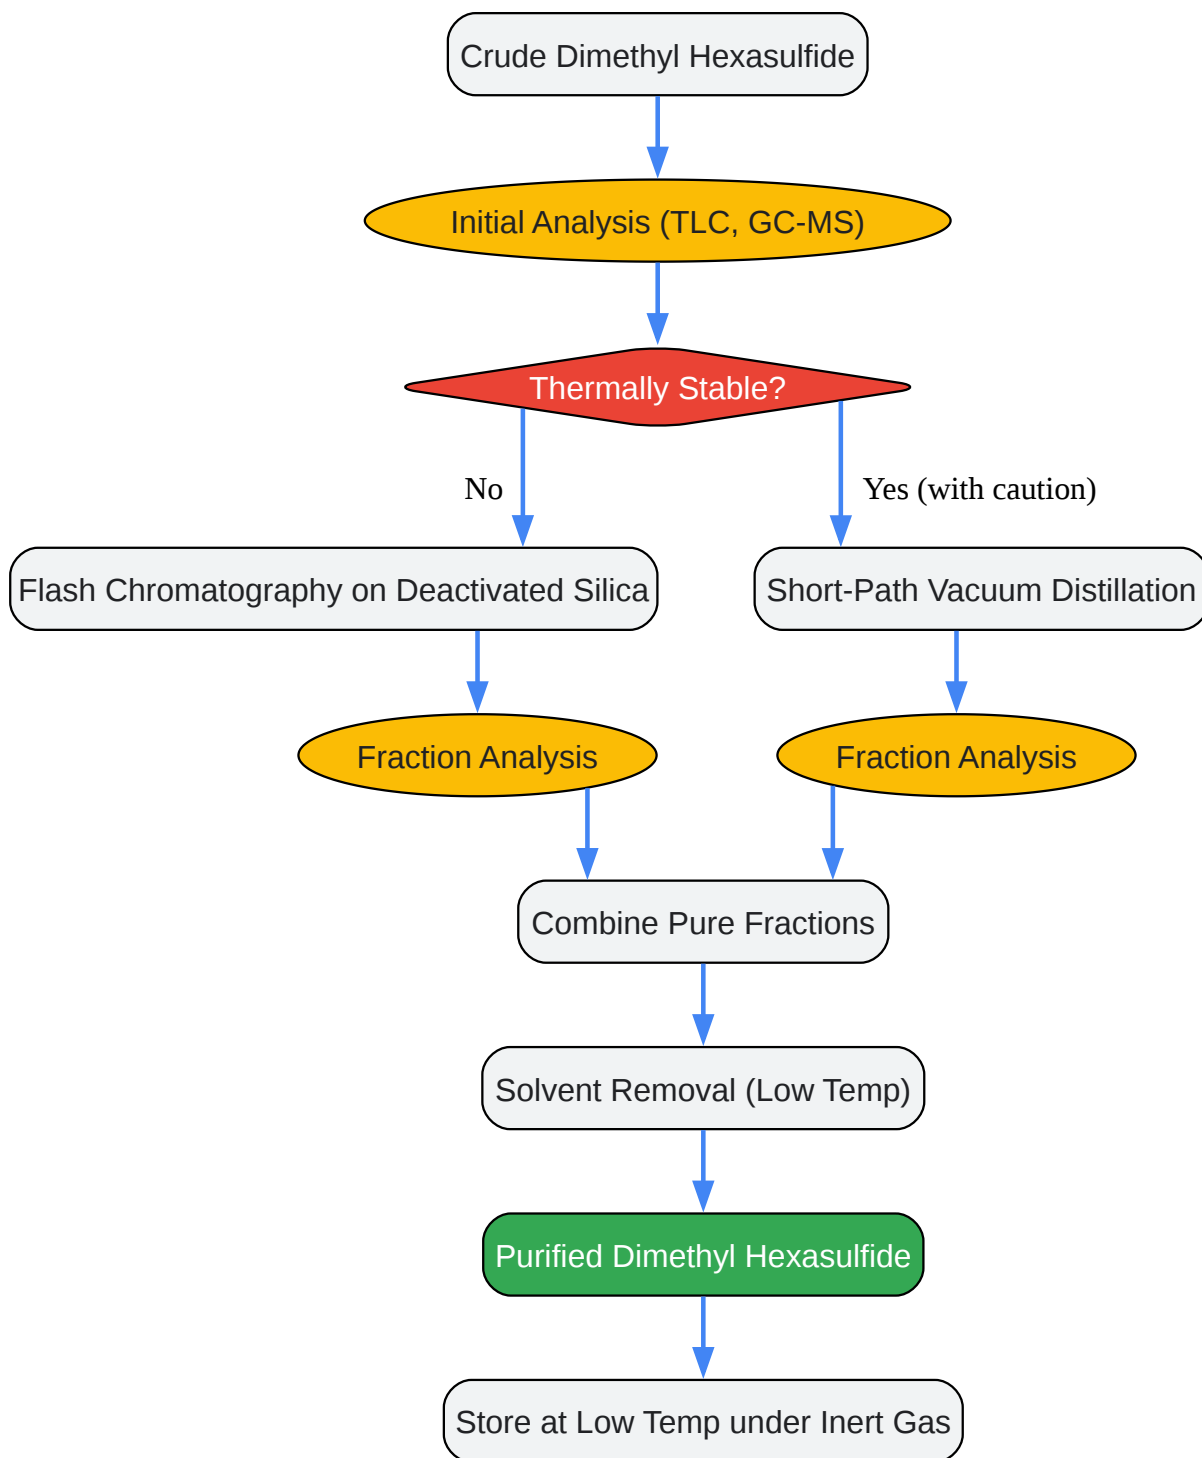 Crude Dimethyl Hexasulfide
Initial Analysis (TLC, GC-MS)
Thermally Stable?
No
Yes (with caution)
Flash Chromatography on Deactivated Silica
Short-Path Vacuum Distillation
Fraction Analysis
Fraction Analysis
Combine Pure Fractions
Solvent Removal (Low Temp)
Purified Dimethyl Hexasulfide
Store at Low Temp under Inert Gas